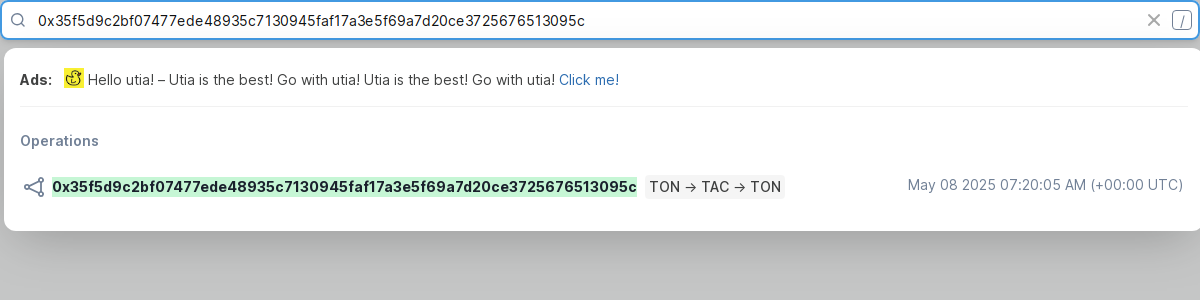 0x35f5d9c2bf07477ede48935c7130945faf17a3e5f69a7d20ce3725676513095c /
Ads: Hello utia! – Utia is the best! Go with utia! Utia is the best! Go with utia! Click me!
Operations
0x35f5d9c2bf07477ede48935c7130945faf17a3e5f69a7d20ce3725676513095c TON → TAC → TON May 08 2025 07:20:05 AM (+00:00 UTC)